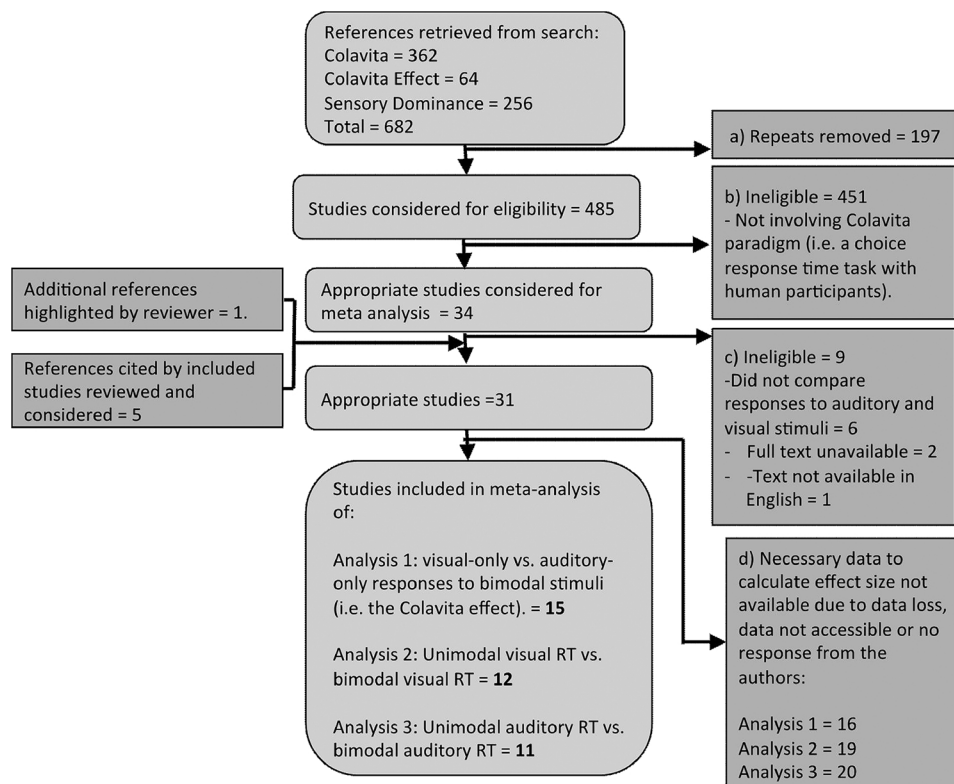 References retrieved from search:
Colavita = 362
Colavita Effect = 64
Sensory Dominance = 256
Total = 682
a) Repeats removed = 197
Studies considered for eligibility = 485
b) Ineligible = 451
- Not involving Colavita
paradigm (i.e. a choice
response time task with
human participants).
Additional references
highlighted by reviewer = 1.
Appropriate studies considered for
meta analysis = 34
References cited by included
studies reviewed and
considered = 5
c) Ineligible = 9
-Did not compare
responses to auditory and
visual stimuli = 6
- Full text unavailable = 2
- -Text not available in
English = 1
Appropriate studies =31
Studies included in meta-analysis
of:
Analysis 1: visual-only vs. auditory-
only responses to bimodal stimuli
(i.e. the Colavita effect). = 15
Analysis 2: Unimodal visual RT vs.
bimodal visual RT = 12
Analysis 3: Unimodal auditory RT vs.
bimodal auditory RT = 11
d) Necessary data to
calculate effect size not
available due to data loss,
data not accessible or no
response from the
authors:
Analysis 1 = 16
Analysis 2 = 19
Analysis 3 = 20